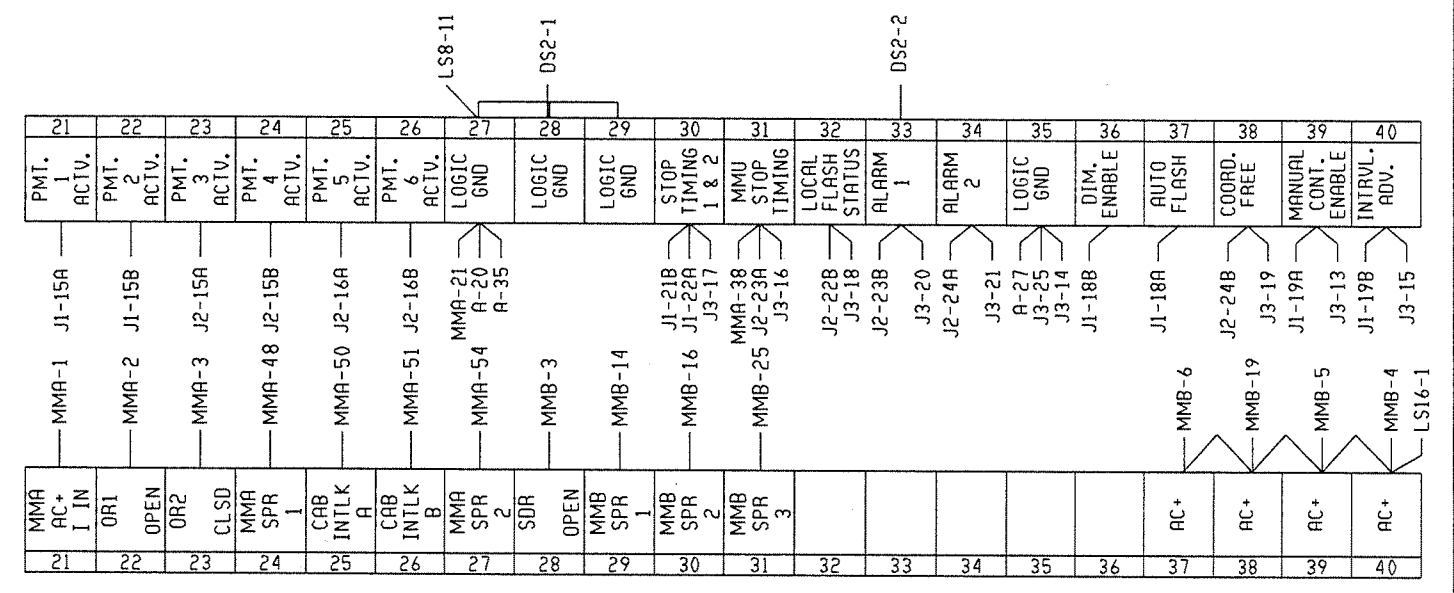 LS8-11
DS2-1
DS2-2
21 22 23 24 25 26 27 28 29 30 31 32 33 34 35 36 37 38 39 40
PMT.
1
ACTV.
PMT.
2
ACTV.
PMT.
3
ACTV.
PMT.
4
ACTV.
PMT.
5
ACTV.
PMT.
6
ACTV.
LOGIC
GND
LOGIC
GND
LOGIC
GND
STOP
TIMING
1 & 2
MMU
STOP
TIMING
LOCAL
FLASH
STATUS
ALARM
1
ALARM
2
LOGIC
GND
DIM.
ENABLE
AUTO
FLASH
COORD.
FREE
MANUAL
CONT.
ENABLE
INTRVL.
ADV.
J1-15A
J1-15B
J2-15A
J2-15B
J2-16A
J2-16B
MMA-21
A-20
A-35
J1-21B
J1-22A
J3-17
MMA-38
J2-23A
J3-16
J2-22B
J3-18
J2-23B
J3-20
J2-24A
J3-21
A-27
J3-25
J3-14
J1-18B
J1-18A
J2-24B
J3-19
J1-19A
J3-13
J1-19B
J3-15
MMA-1
MMA-2
MMA-3
MMA-48
MMA-50
MMA-51
MMA-54
MMB-3
MMB-14
MMB-16
MMB-25
MMB-6
MMB-19
MMB-5
MMB-4
LS16-1
MMA
AC+
I IN
OR1
OPEN
OR2
CLSD
MMA
SPR
1
CAB
INTLK
A
CAB
INTLK
B
MMA
SPR
2
SDR
OPEN
MMB
SPR
1
MMB
SPR
2
MMB
SPR
3
AC+
AC+
AC+
AC+
21 22 23 24 25 26 27 28 29 30 31 32 33 34 35 36 37 38 39 40